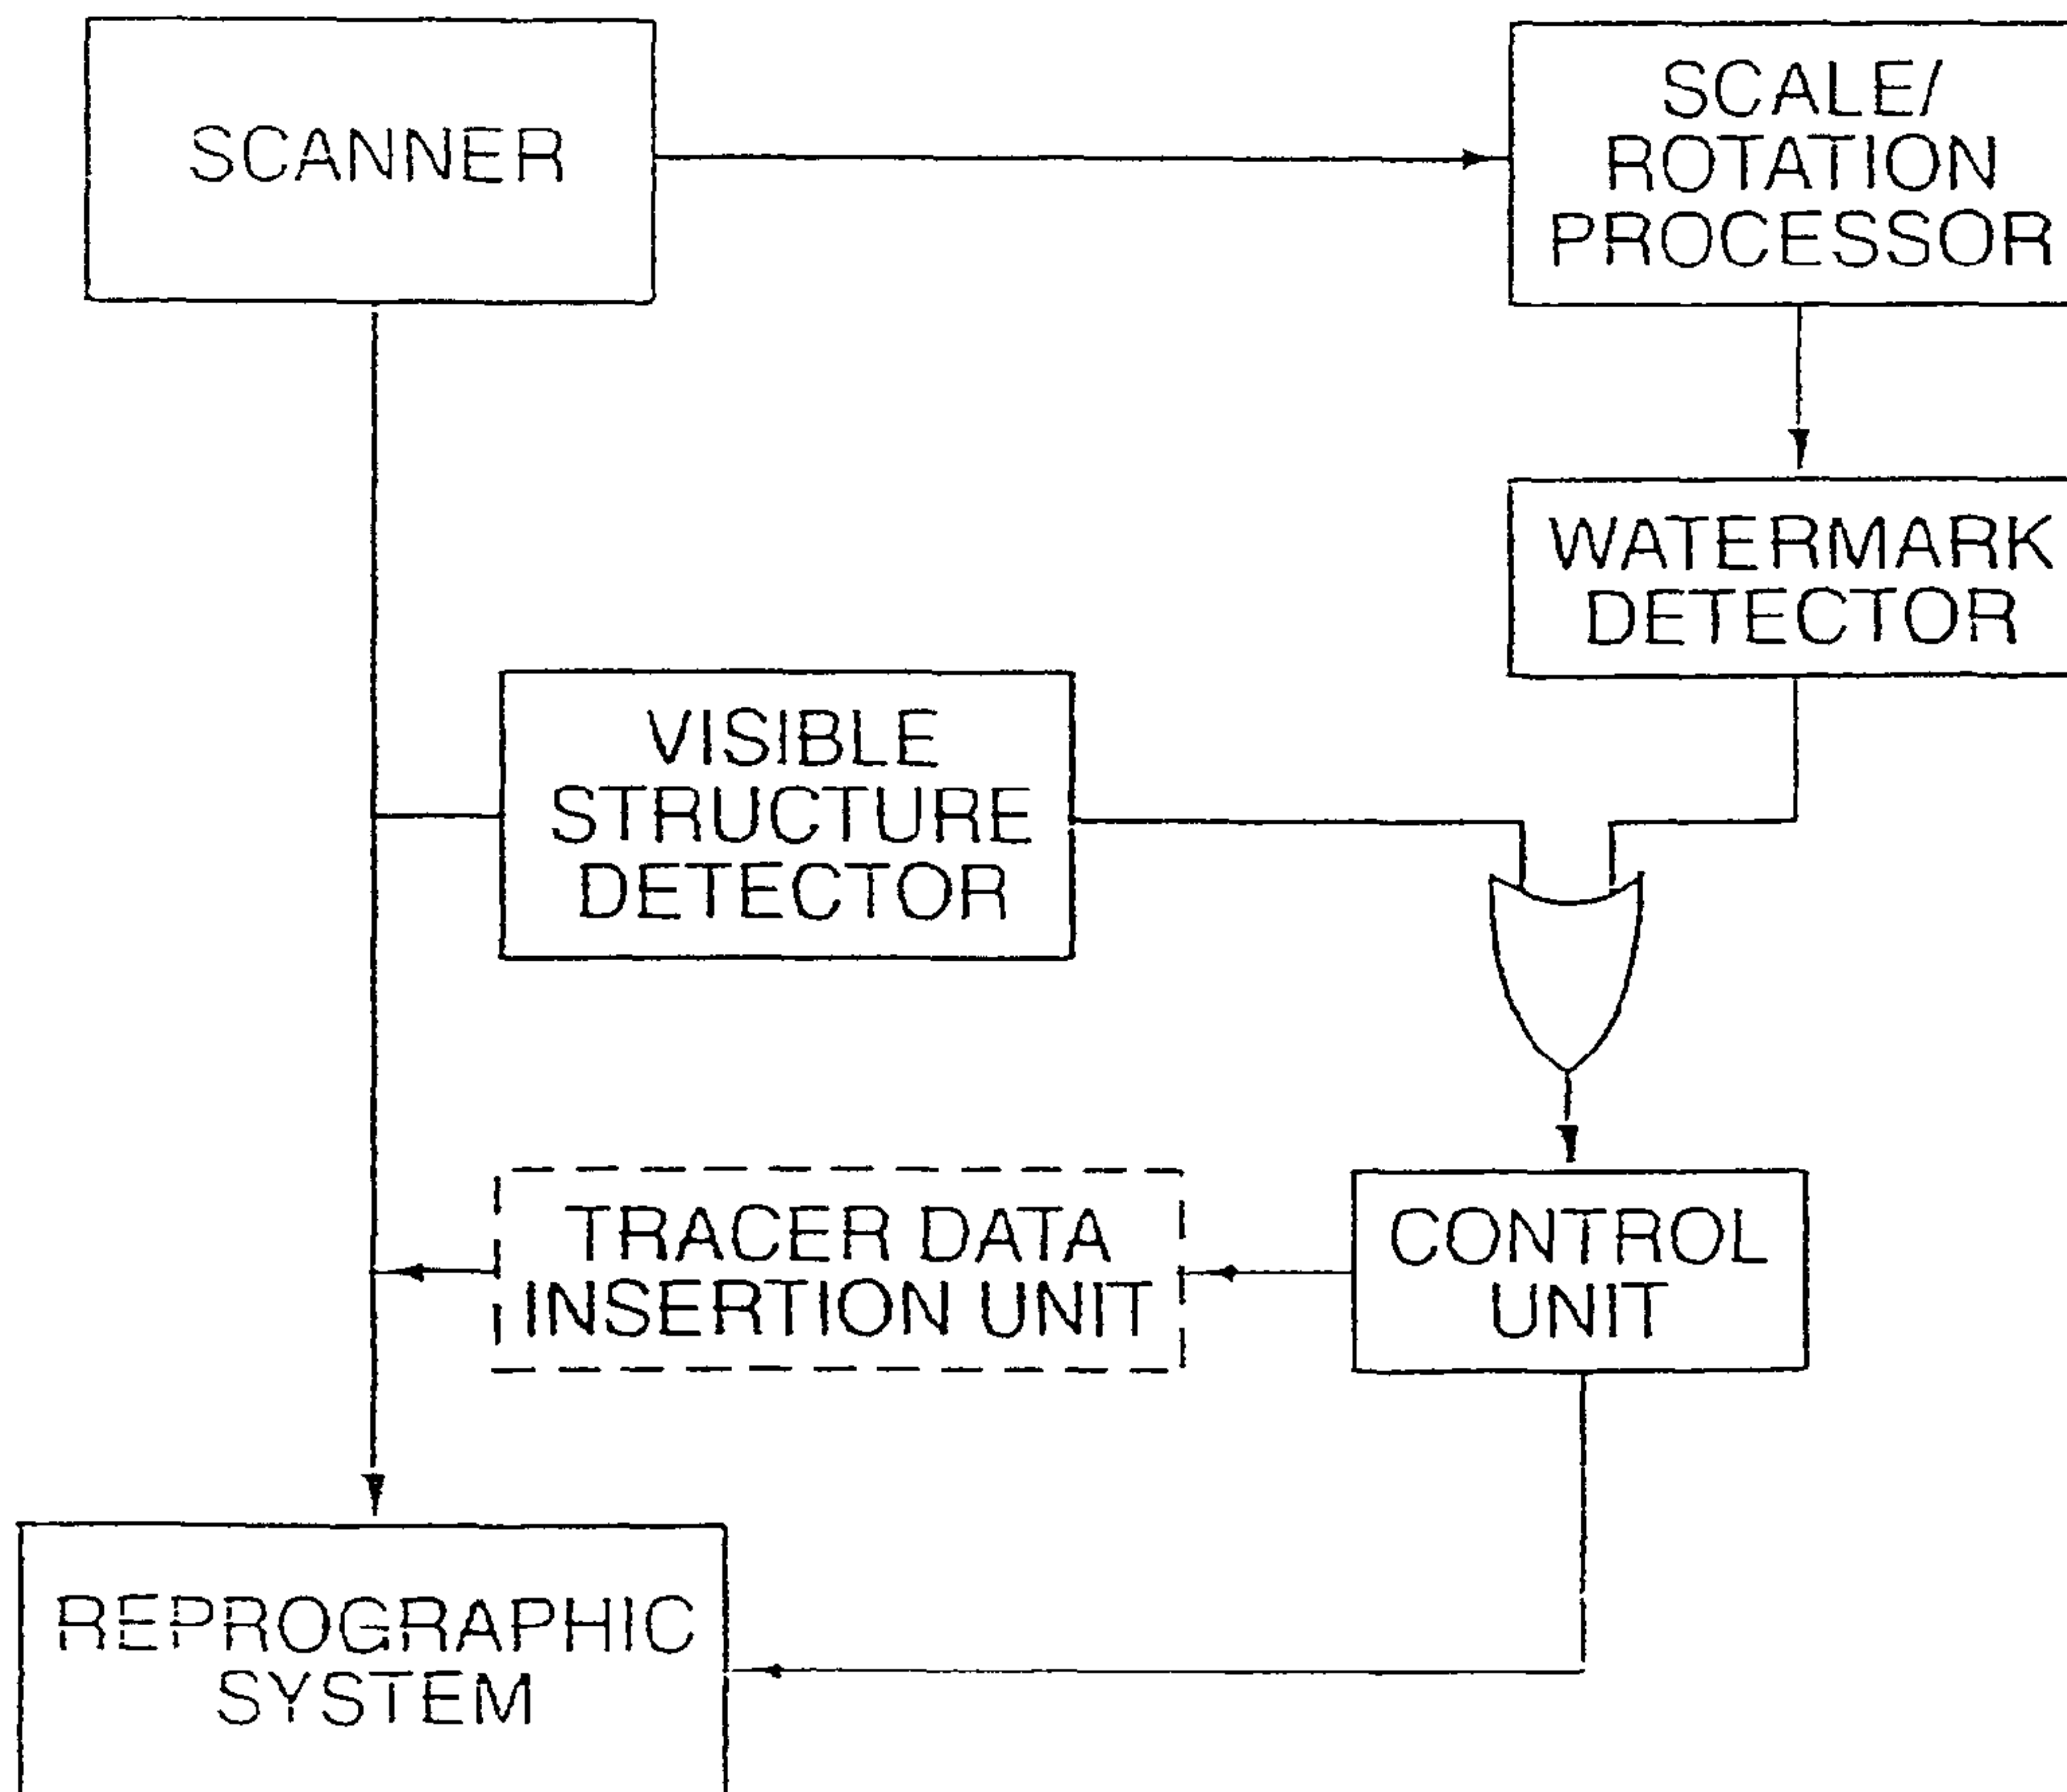 SCANNER
SCALE/
ROTATION
PROCESSOR
WATERMARK
DETECTOR
VISIBLE
STRUCTURE
DETECTOR
TRACER DATA
INSERTION UNIT
CONTROL
UNIT
REPROGRAPHIC
SYSTEM